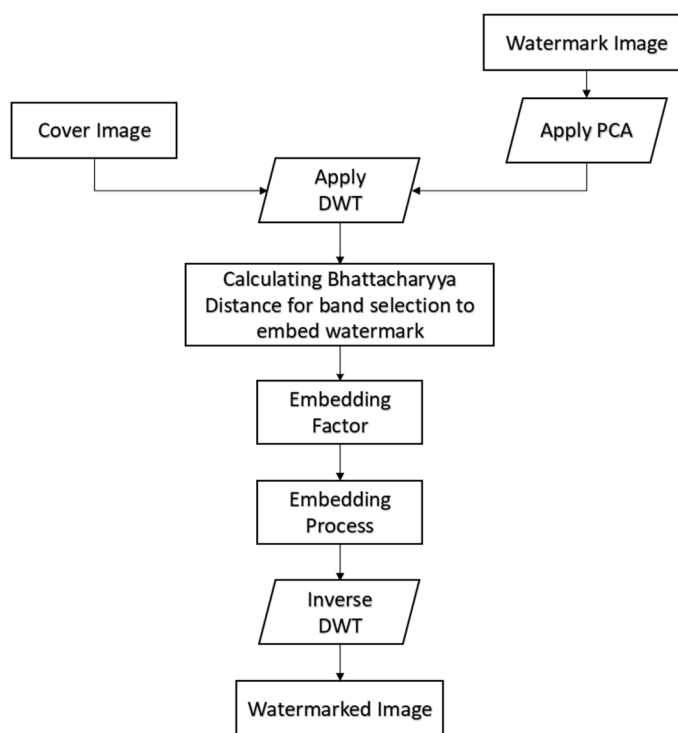 Watermark Image
Cover Image
Apply PCA
Apply
DWT
Calculating Bhattacharyya
Distance for band selection to
embed watermark
Embedding
Factor
Embedding
Process
Inverse
DWT
Watermarked Image